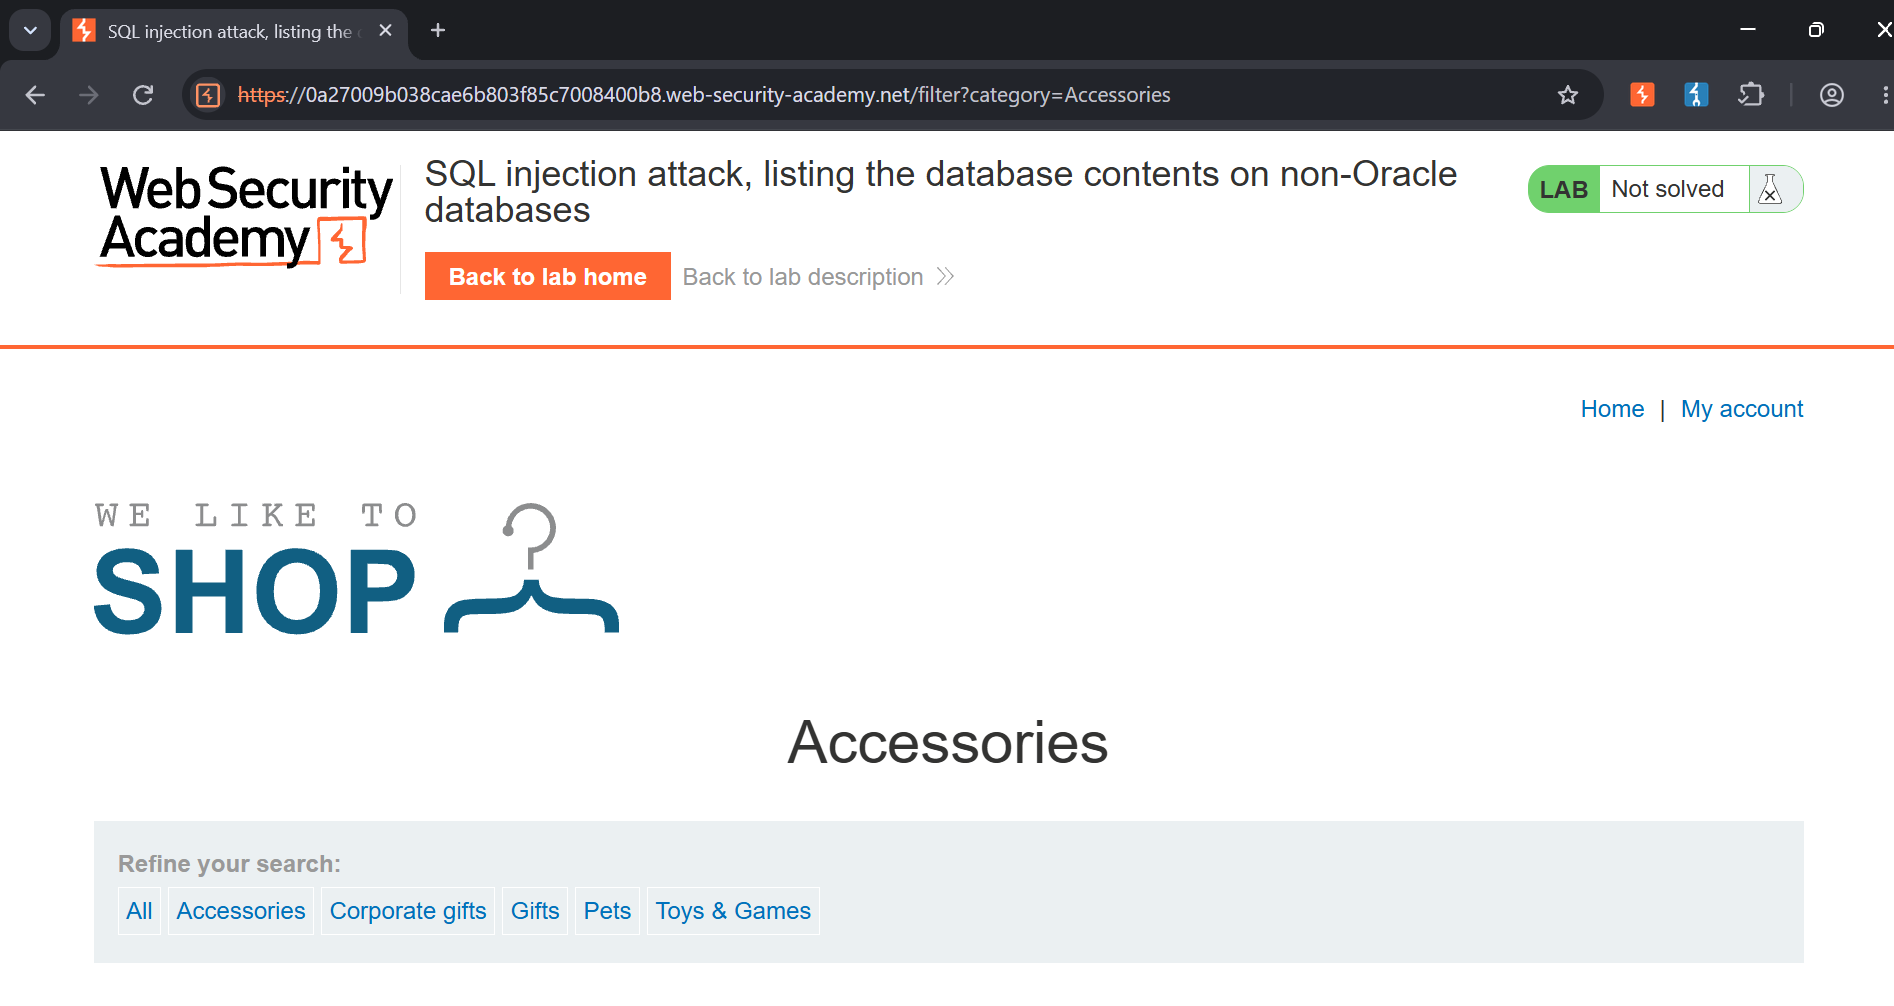 SQL injection attack, listing the
https://0a27009b038cae6b803f85c7008400b8.web-security-academy.net/filter?category=Accessories
Web Security
Academy
SQL injection attack, listing the database contents on non-Oracle
databases
Back to lab home
Back to lab description
LAB
Not solved
Home | My account
WE LIKE TO
SHOP
Accessories
Refine your search:
All
Accessories
Corporate gifts
Gifts
Pets
Toys & Games